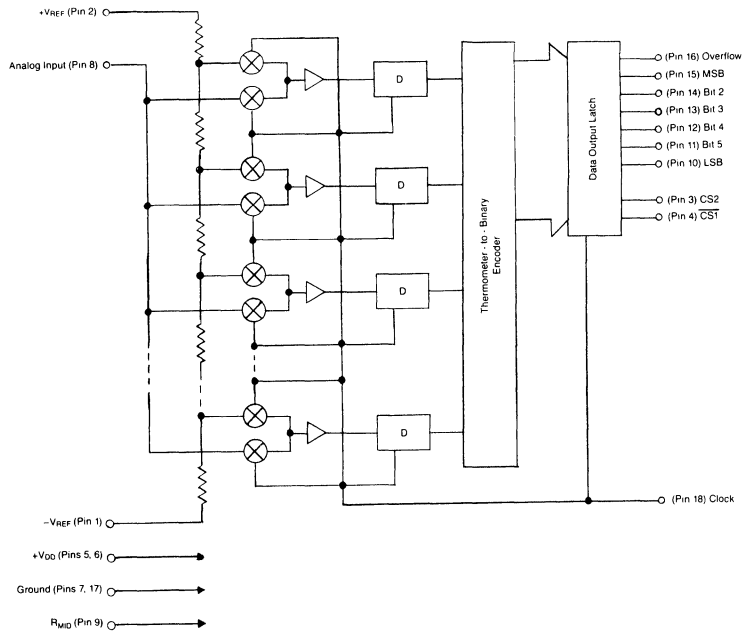 +VREF (Pin 2)
Analog Input (Pin 8)
D
D
D
D
Thermometer - to - Binary
Encoder
Data Output Latch
(Pin 16) Overflow
(Pin 15) MSB
(Pin 14) Bit 2
(Pin 13) Bit 3
(Pin 12) Bit 4
(Pin 11) Bit 5
(Pin 10) LSB
(Pin 3) CS2
(Pin 4) C̅S̅1̅
(Pin 18) Clock
–VREF (Pin 1)
+VDD (Pins 5, 6)
Ground (Pins 7, 17)
RMID (Pin 9)